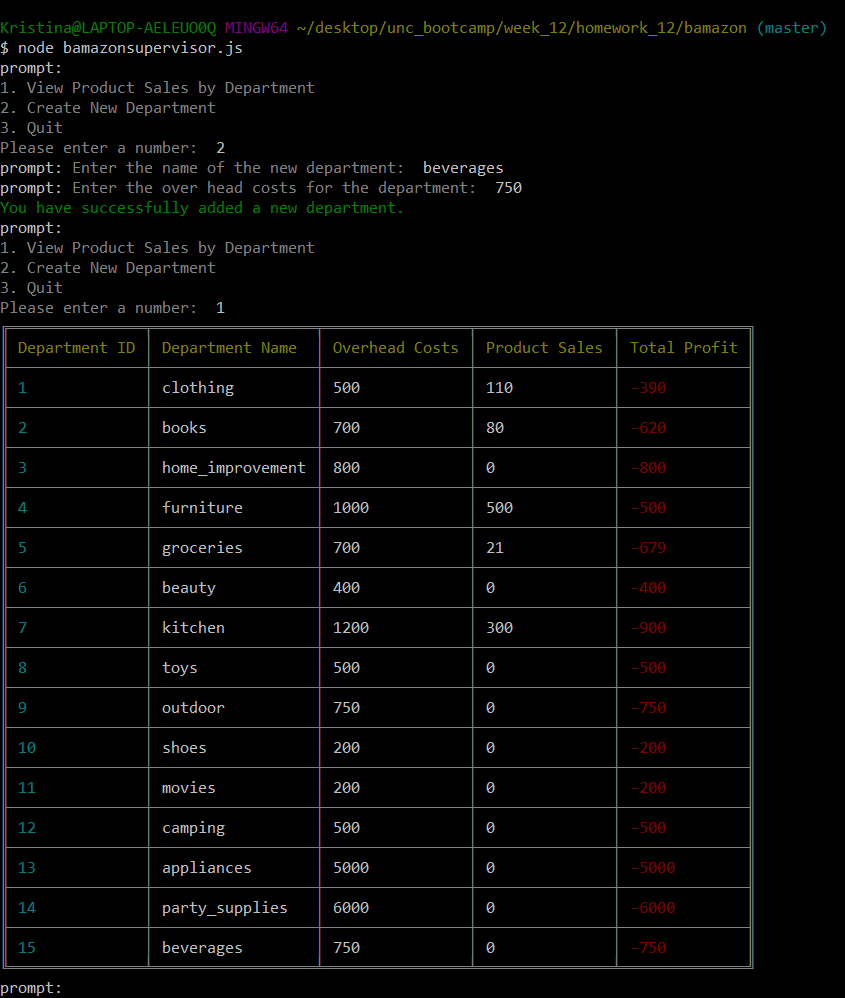 Kristina@LAPTOP-AELEUO0Q MINGW64 ~/desktop/unc_bootcamp/week_12/homework_12/bamazon (master)
$ node bamazonsupervisor.js
prompt:
1. View Product Sales by Department
2. Create New Department
3. Quit
Please enter a number:  2
prompt: Enter the name of the new department:  beverages
prompt: Enter the over head costs for the department:  750
You have successfully added a new department.
prompt:
1. View Product Sales by Department
2. Create New Department
3. Quit
Please enter a number:  1
Department ID Department Name Overhead Costs Product Sales Total Profit
1 clothing 500 110 -390
2 books 700 80 -620
3 home_improvement 800 0 -800
4 furniture 1000 500 -500
5 groceries 700 21 -679
6 beauty 400 0 -400
7 kitchen 1200 300 -900
8 toys 500 0 -500
9 outdoor 750 0 -750
10 shoes 200 0 -200
11 movies 200 0 -200
12 camping 500 0 -500
13 appliances 5000 0 -5000
14 party_supplies 6000 0 -6000
15 beverages 750 0 -750
prompt: